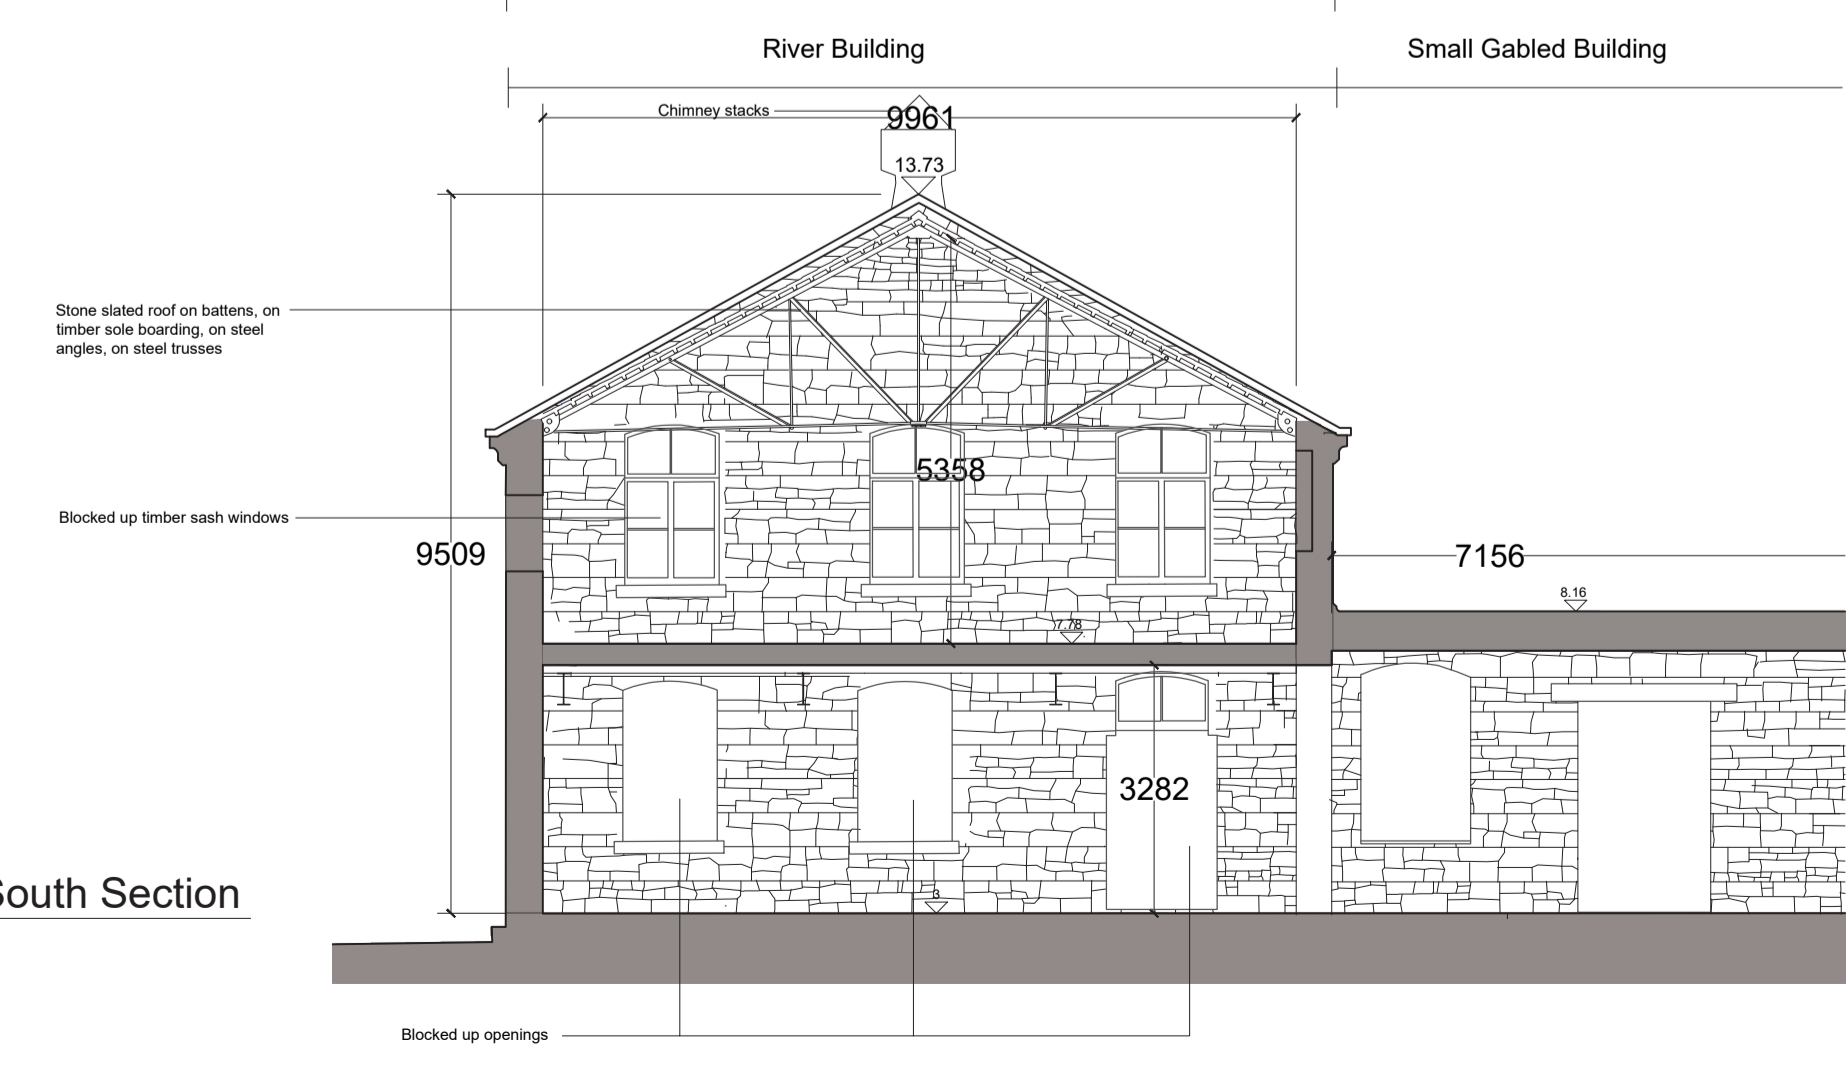 River Building
Small Gabled Building
Chimney stacks
9961
13.73
Stone slated roof on battens, on
timber sole boarding, on steel
angles, on steel trusses
5358
Blocked up timber sash windows
9509
7156
8.16
7.78
3282
South Section
3
Blocked up openings